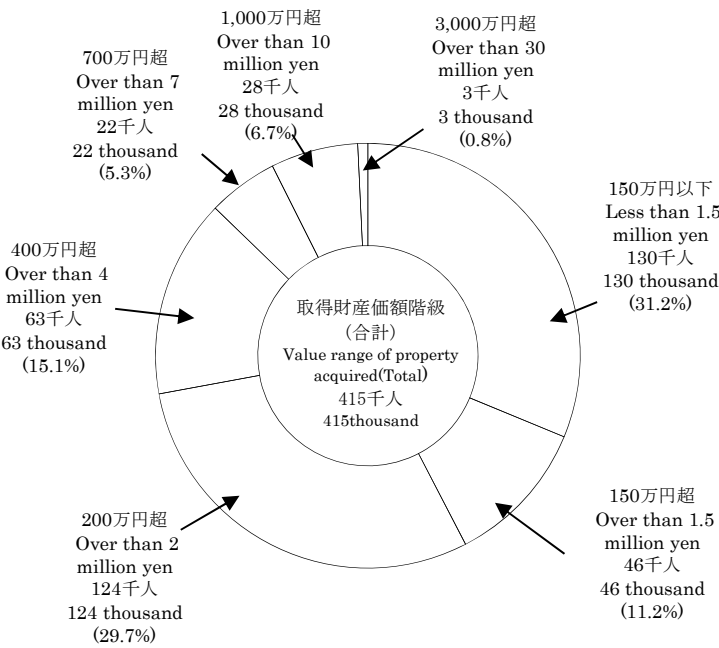 1,000万円超
Over than 10
million yen
28千人
28 thousand
(6.7%)
3,000万円超
Over than 30
million yen
3千人
3 thousand
(0.8%)
700万円超
Over than 7
million yen
22千人
22 thousand
(5.3%)
150万円以下
Less than 1.5
million yen
130千人
130 thousand
(31.2%)
400万円超
Over than 4
million yen
63千人
63 thousand
(15.1%)
取得財産価額階級
(合計)
Value range of property
acquired(Total)
415千人
415thousand
150万円超
Over than 1.5
million yen
46千人
46 thousand
(11.2%)
200万円超
Over than 2
million yen
124千人
124 thousand
(29.7%)